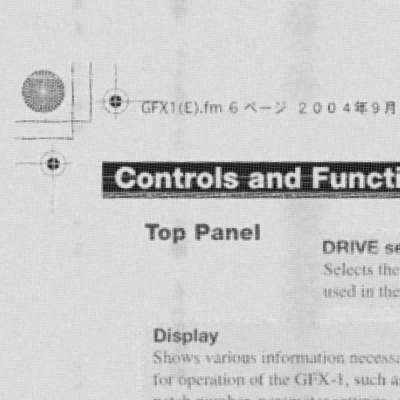 GFX1(E).fm 6 ページ ２００４年９月
Controls and Functi
Top Panel
DRIVE se
Selects the
used in the
Display
Shows various information necessa
for operation of the GFX-1, such a